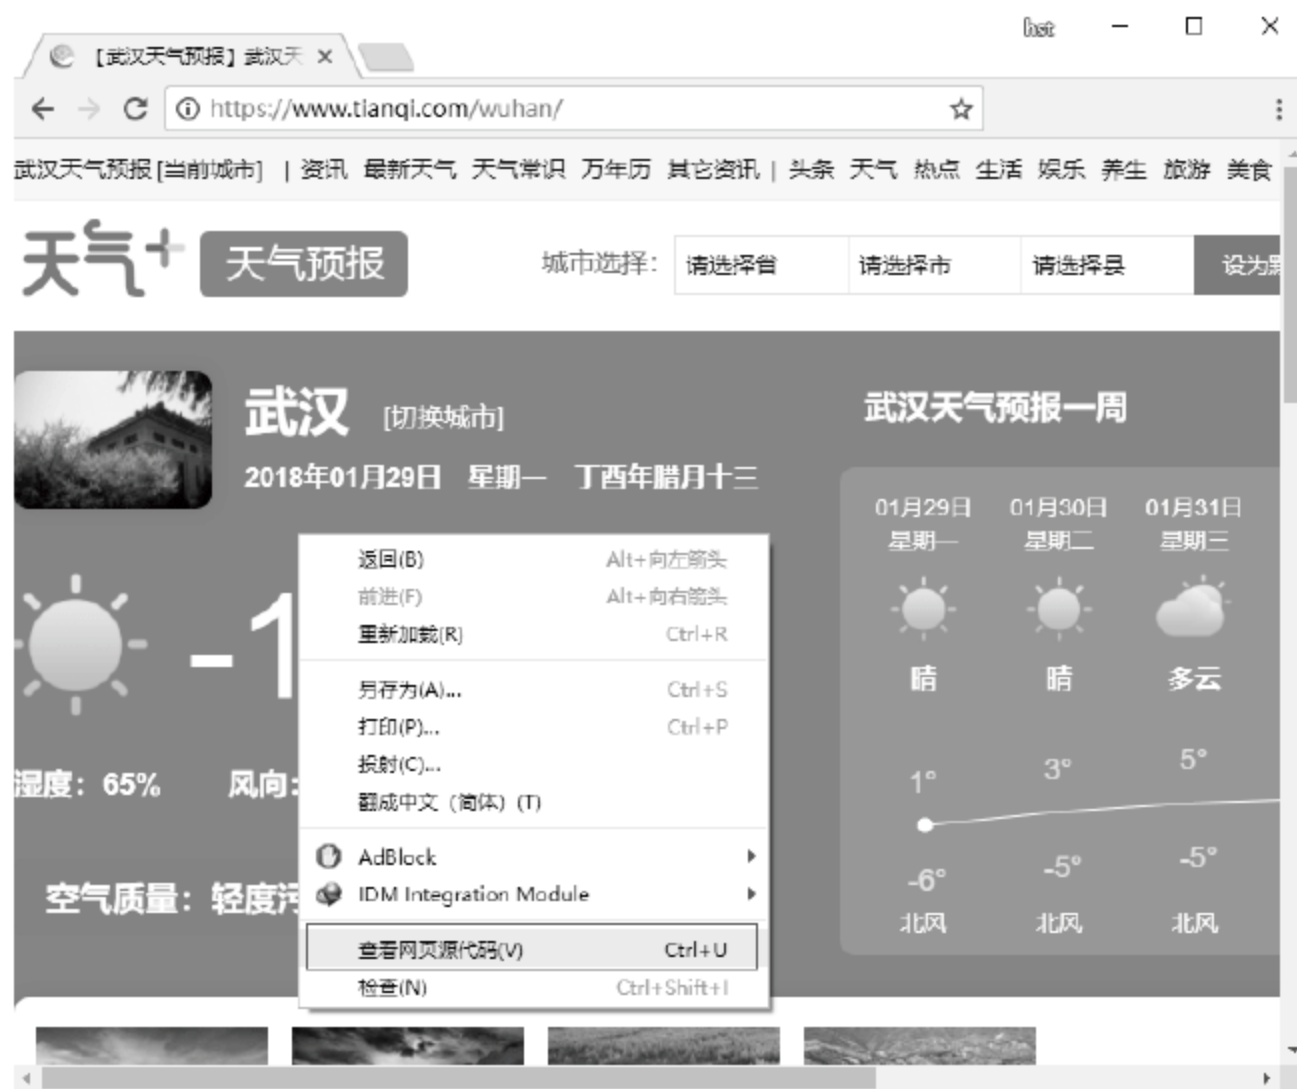 hst
【武汉天气预报】武汉天
https://www.tianqi.com/wuhan/
武汉天气预报 [当前城市] | 资讯 最新天气 天气常识 万年历 其它资讯 | 头条 天气 热点 生活 娱乐 养生 旅游 美食
天气+ 天气预报 城市选择: 请选择省 请选择市 请选择县 设为
武汉 [切换城市]
2018年01月29日 星期一 丁酉年腊月十三
-1
湿度: 65% 风向:
空气质量: 轻度污
返回(B) Alt+向左箭头
前进(F) Alt+向右箭头
重新加载(R) Ctrl+R
另存为(A)... Ctrl+S
打印(P)... Ctrl+P
投射(C)...
翻成中文（简体）(T)
AdBlock
IDM Integration Module
查看网页源代码(V) Ctrl+U
检查(N) Ctrl+Shift+I
武汉天气预报一周
01月29日 01月30日 01月31日
星期一 星期二 星期三
晴 晴 多云
1° 3° 5°
-6° -5° -5°
北风 北风 北风